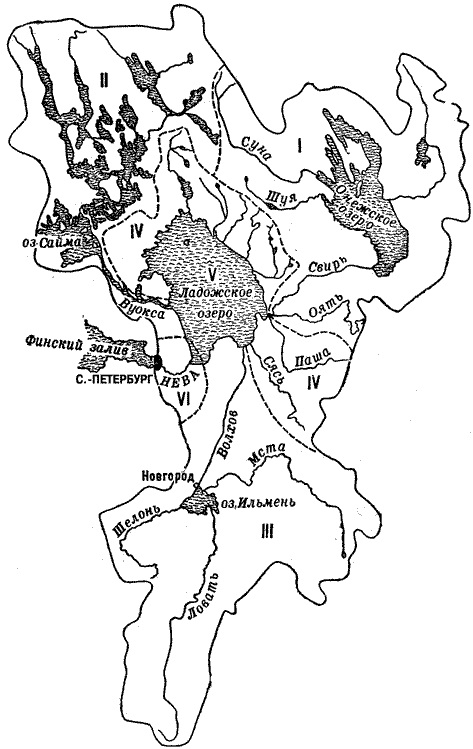 II
Суна
I
Шуя
Онежское
озеро
IV
оз. Сайма
а
V
Свирь
Ладожское
озеро
Вуокса
Оять
Финский залив
Паша
С.-ПЕТЕРБУРГ
НЕВА
Сясь
IV
VI
Волхов
Мста
Новгород
оз. Ильмень
Шелонь
III
Ловать